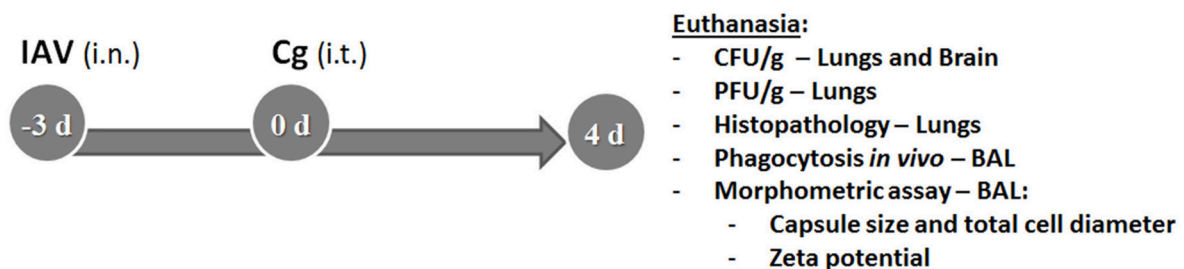 IAV (i.n.)
Cg (i.t.)
-3 d
0 d
4 d
Euthanasia:
- CFU/g – Lungs and Brain
- PFU/g – Lungs
- Histopathology – Lungs
- Phagocytosis in vivo – BAL
- Morphometric assay – BAL:
- Capsule size and total cell diameter
- Zeta potential